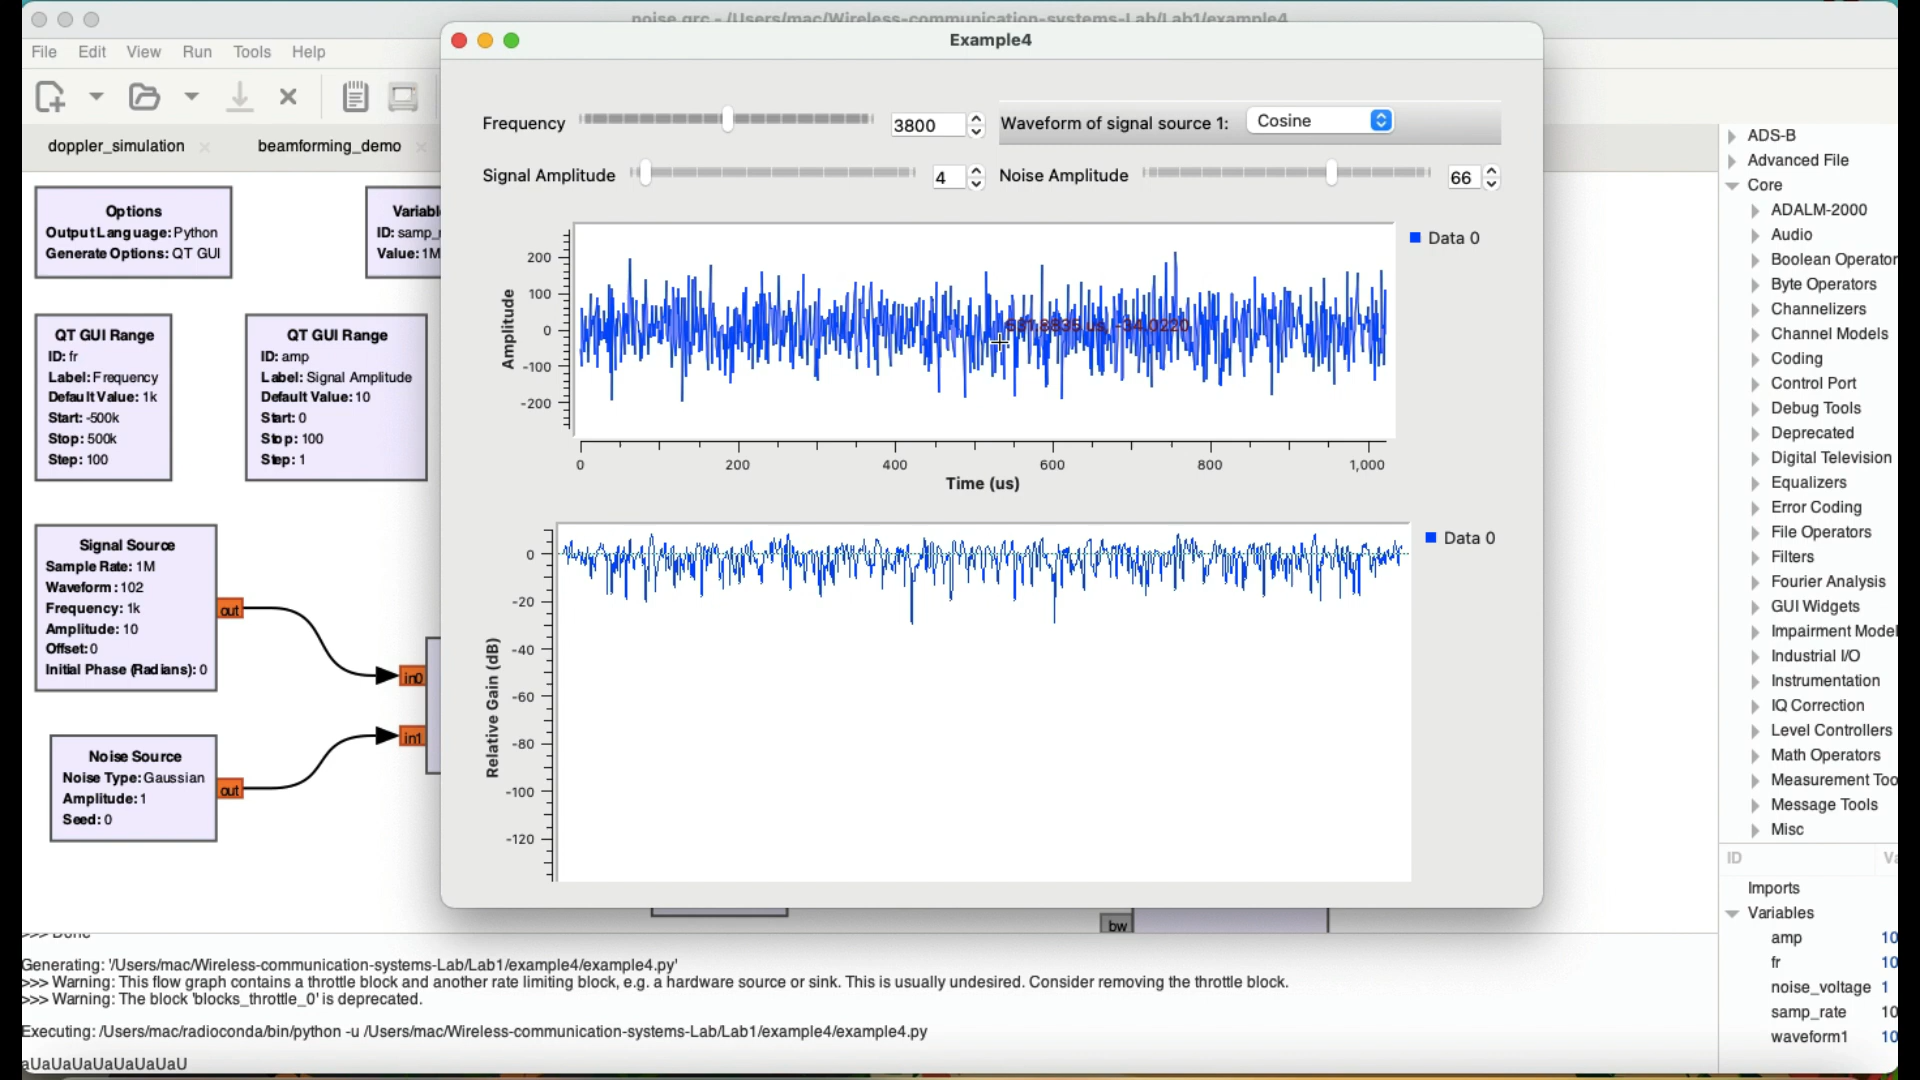 noise.grc - /Users/mac/Wireless-communication-systems-Lab/Lab1/example4
Example4
File Edit View Run Tools Help
doppler_simulation
beamforming_demo
Frequency
3800
Waveform of signal source 1:
Cosine
Signal Amplitude
4
Noise Amplitude
66
Options
Output Language: Python
Generate Options: QT GUI
Variabl
ID: samp_
Value: 1M
QT GUI Range
ID: fr
Label: Frequency
Default Value: 1k
Start: -500k
Stop: 500k
Step: 100
QT GUI Range
ID: amp
Label: Signal Amplitude
Default Value: 10
Start: 0
Stop: 100
Step: 1
Signal Source
Sample Rate: 1M
Waveform: 102
Frequency: 1k
Amplitude: 10
Offset: 0
Initial Phase (Radians): 0
out
in0
Noise Source
Noise Type: Gaussian
Amplitude: 1
Seed: 0
out
in1
Amplitude
200
100
0
-100
-200
0 200 400 600 800 1,000
Time (us)
Data 0
Relative Gain (dB)
0
-20
-40
-60
-80
-100
-120
Data 0
bw
ADS-B
Advanced File
Core
ADALM-2000
Audio
Boolean Operator
Byte Operators
Channelizers
Channel Models
Coding
Control Port
Debug Tools
Deprecated
Digital Television
Equalizers
Error Coding
File Operators
Filters
Fourier Analysis
GUI Widgets
Impairment Model
Industrial I/O
Instrumentation
IQ Correction
Level Controllers
Math Operators
Measurement Too
Message Tools
Misc
ID Va
Imports
Variables
amp 10
fr 10
noise_voltage 1
samp_rate 10
waveform1 10
>>> Done
Generating: '/Users/mac/Wireless-communication-systems-Lab/Lab1/example4/example4.py'
>>> Warning: This flow graph contains a throttle block and another rate limiting block, e.g. a hardware source or sink. This is usually undesired. Consider removing the throttle block.
>>> Warning: The block 'blocks_throttle_0' is deprecated.
Executing: /Users/mac/radioconda/bin/python -u /Users/mac/Wireless-communication-systems-Lab/Lab1/example4/example4.py
aUaUaUaUaUaUaUaU